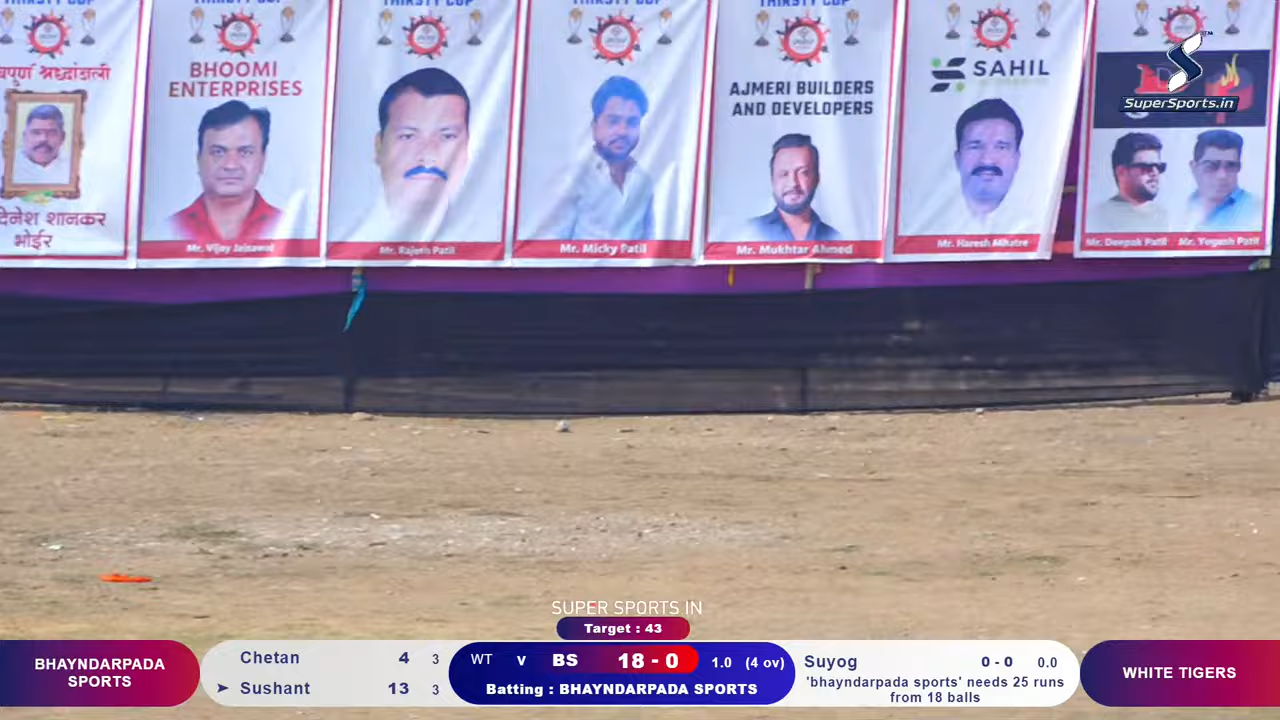 THIRSTY CUP
THIRSTY CUP
THIRSTY CUP
THIRSTY CUP
श्रद्धांजली
BHOOMI
ENTERPRISES
AJMERI BUILDERS
AND DEVELOPERS
SAHIL
SuperSports.in
शानकर
भोईर
Mr. Vijay Jaiswal
Mr. Rajesh Patil
Mr. Micky Patil
Mr. Mukhtar Ahmed
Mr. Haresh Mhatre
Mr. Deepak Patil Mr. Yogesh Patil
SUPER SPORTS IN
Target : 43
BHAYNDARPADA
SPORTS
Chetan 4 3
➤ Sushant 13 3
WT v BS 18 - 0 1.0 (4 ov)
Batting : BHAYNDARPADA SPORTS
Suyog 0 - 0 0.0
'bhayndarpada sports' needs 25 runs
from 18 balls
WHITE TIGERS